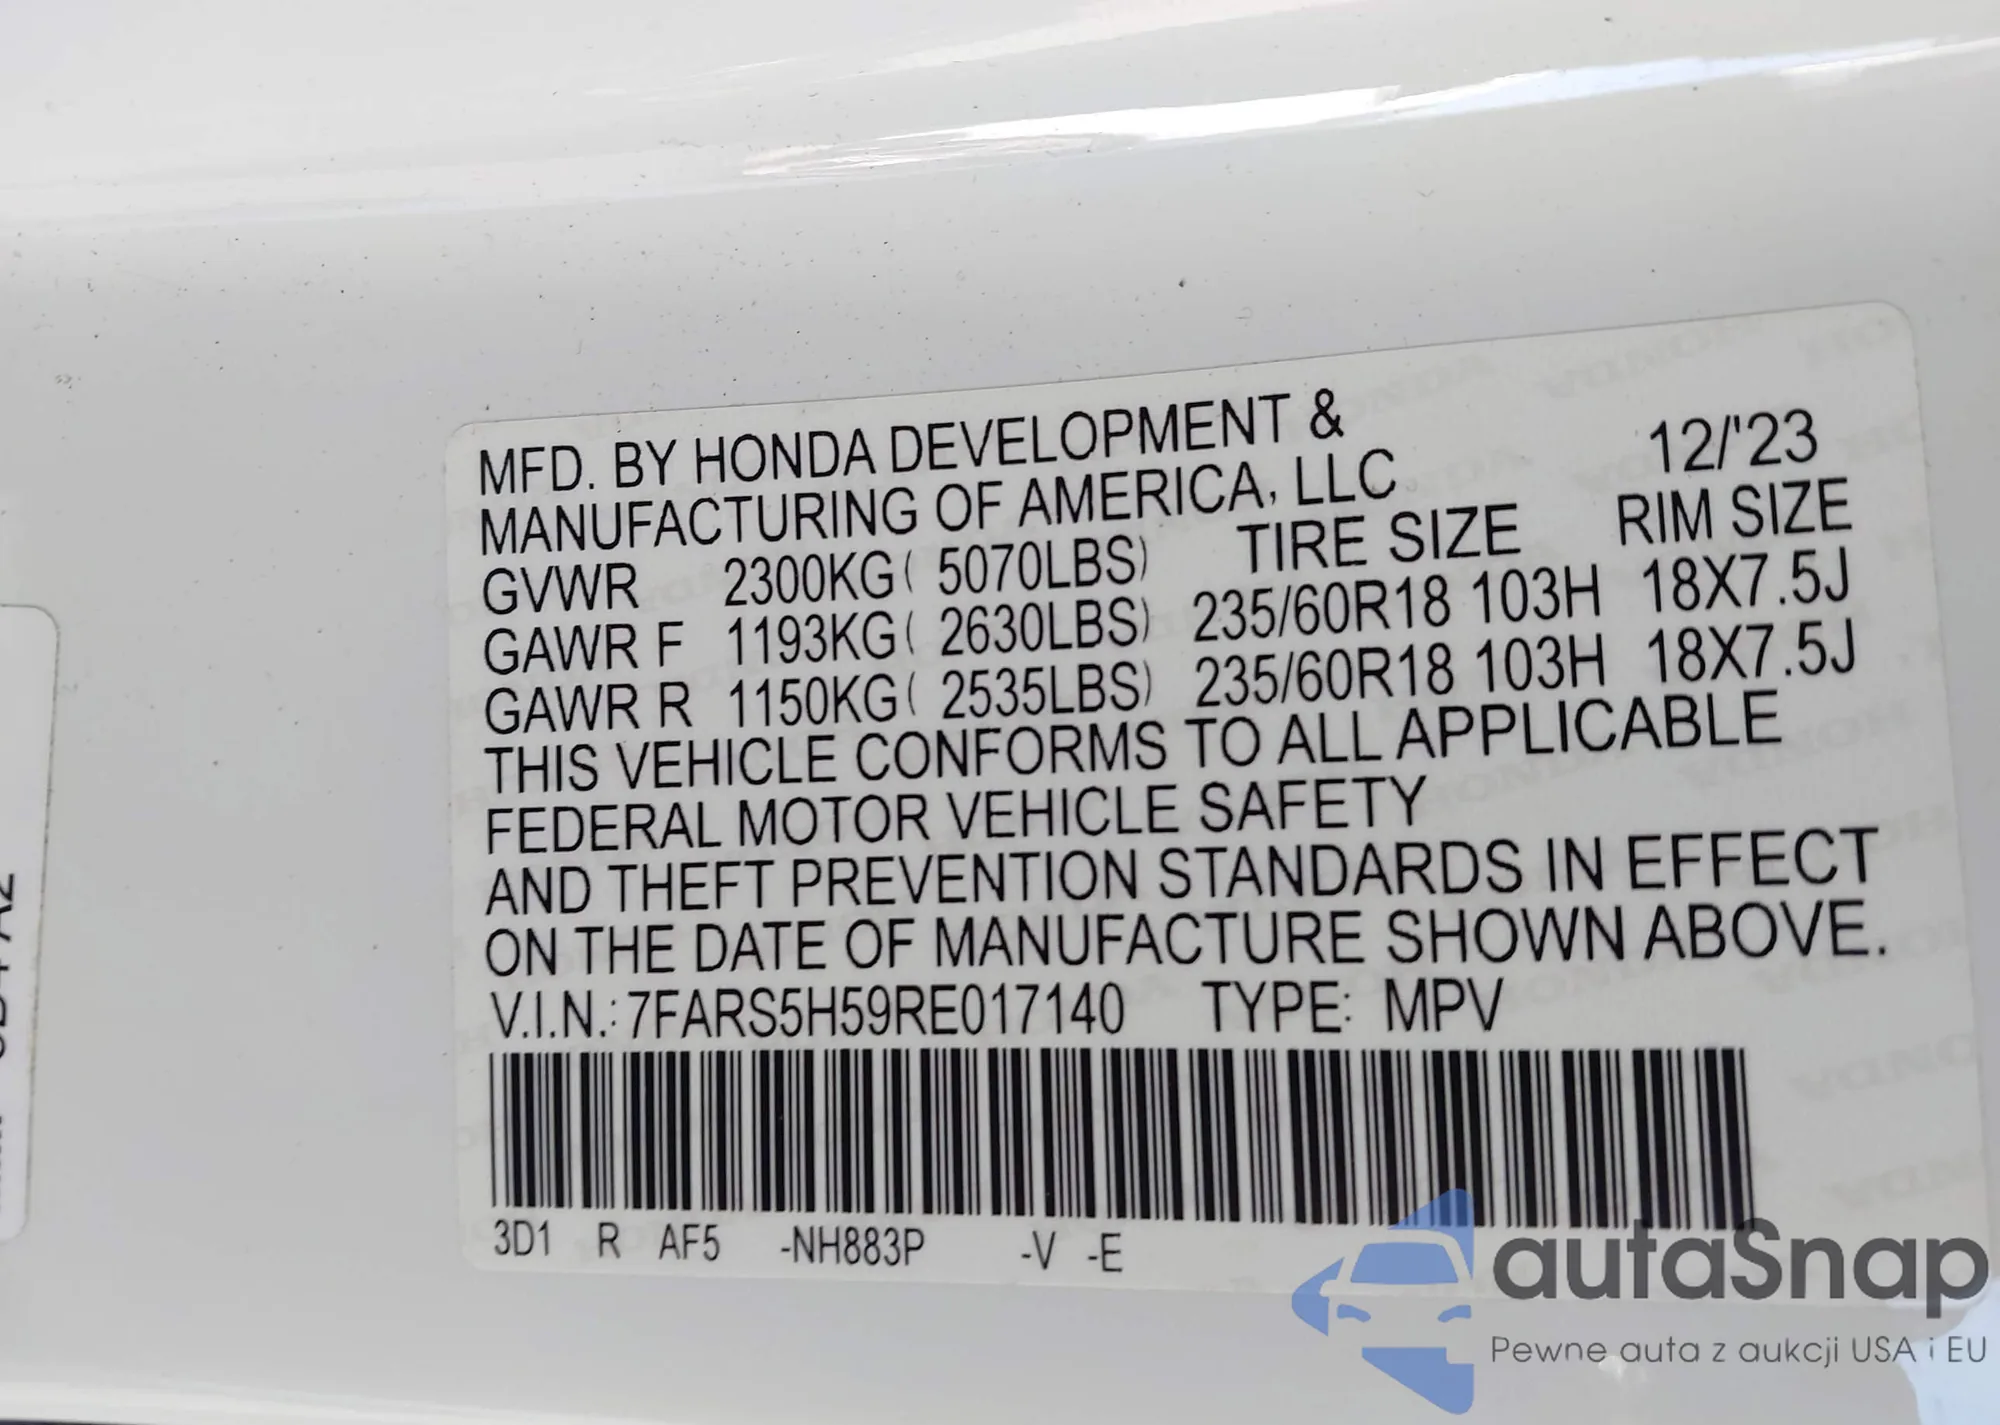 MFD. BY HONDA DEVELOPMENT & 12/'23
MANUFACTURING OF AMERICA, LLC
TIRE SIZE RIM SIZE
GVWR 2300KG( 5070LBS)
GAWR F 1193KG( 2630LBS) 235/60R18 103H 18X7.5J
GAWR R 1150KG( 2535LBS) 235/60R18 103H 18X7.5J
THIS VEHICLE CONFORMS TO ALL APPLICABLE
FEDERAL MOTOR VEHICLE SAFETY
AND THEFT PREVENTION STANDARDS IN EFFECT
ON THE DATE OF MANUFACTURE SHOWN ABOVE.
V.I.N.:7FARS5H59RE017140 TYPE: MPV
3D1 R AF5 -NH883P -V -E
autaSnap
Pewne auta z aukcji USA i EU